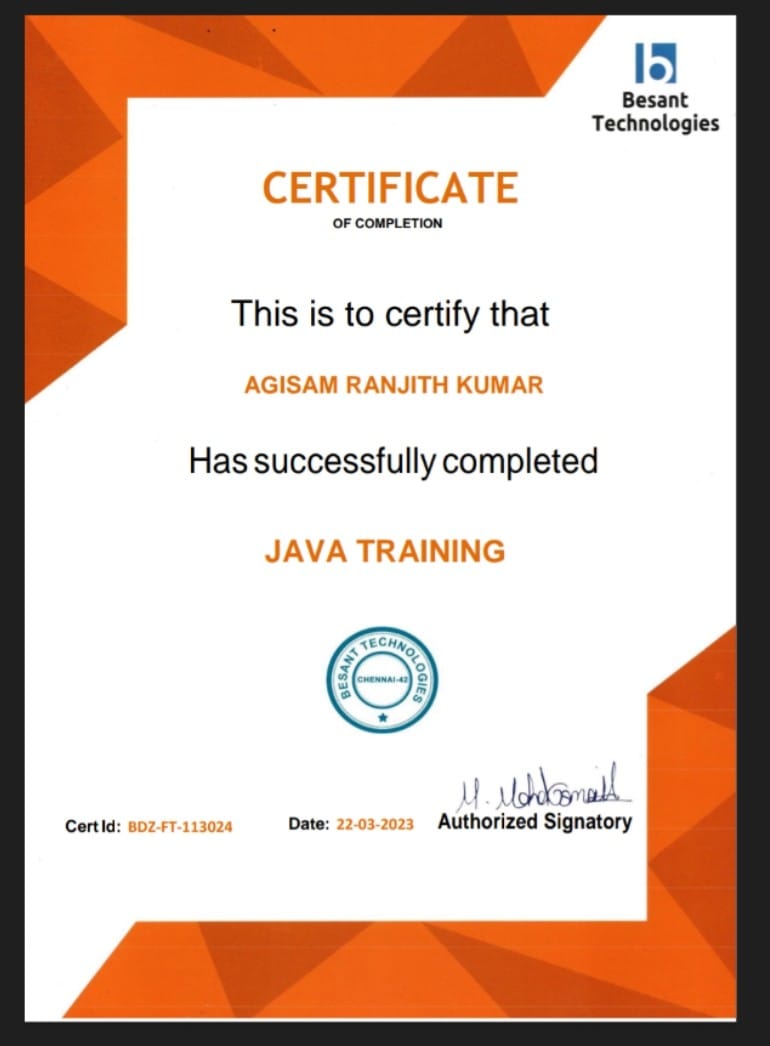 Besant
Technologies
CERTIFICATE
OF COMPLETION
This is to certify that
AGISAM RANJITH KUMAR
Has successfully completed
JAVA TRAINING
BESANT TECHNOLOGIES
CHENNAI-42
Cert Id: BDZ-FT-113024 Date: 22-03-2023 Authorized Signatory